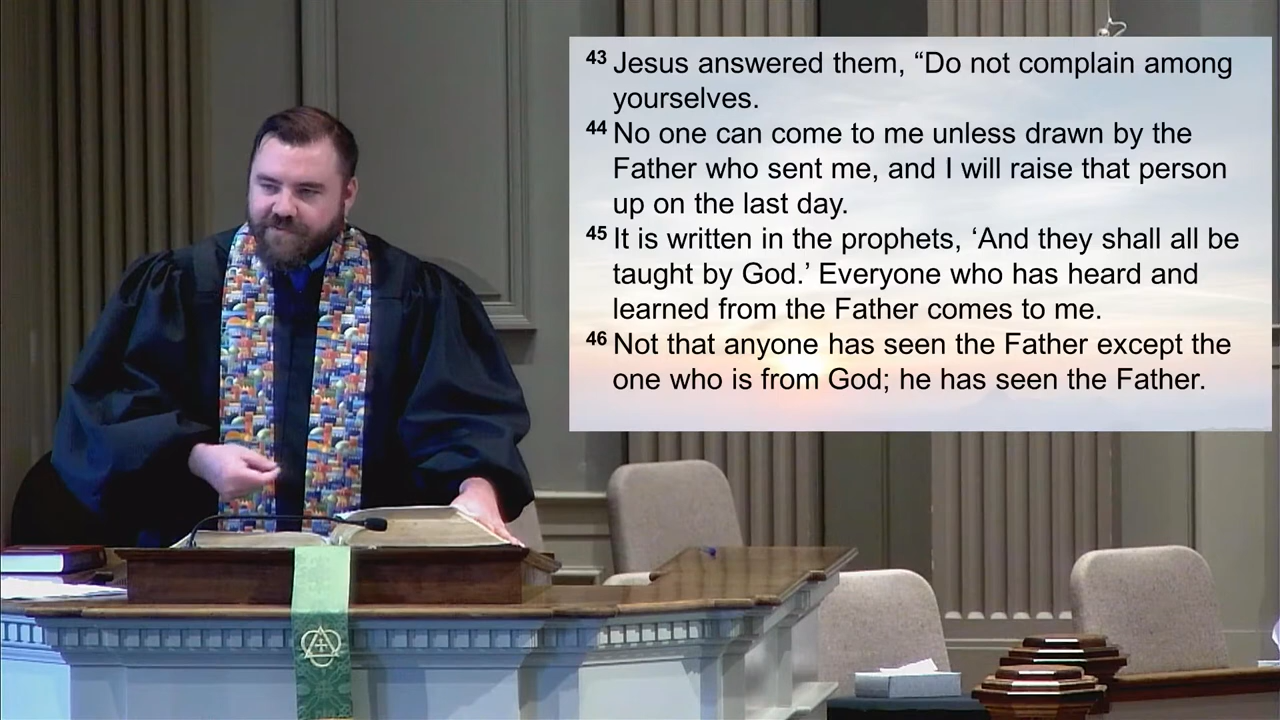 43 Jesus answered them, “Do not complain among
yourselves.
44 No one can come to me unless drawn by the
Father who sent me, and I will raise that person
up on the last day.
45 It is written in the prophets, ‘And they shall all be
taught by God.’ Everyone who has heard and
learned from the Father comes to me.
46 Not that anyone has seen the Father except the
one who is from God; he has seen the Father.